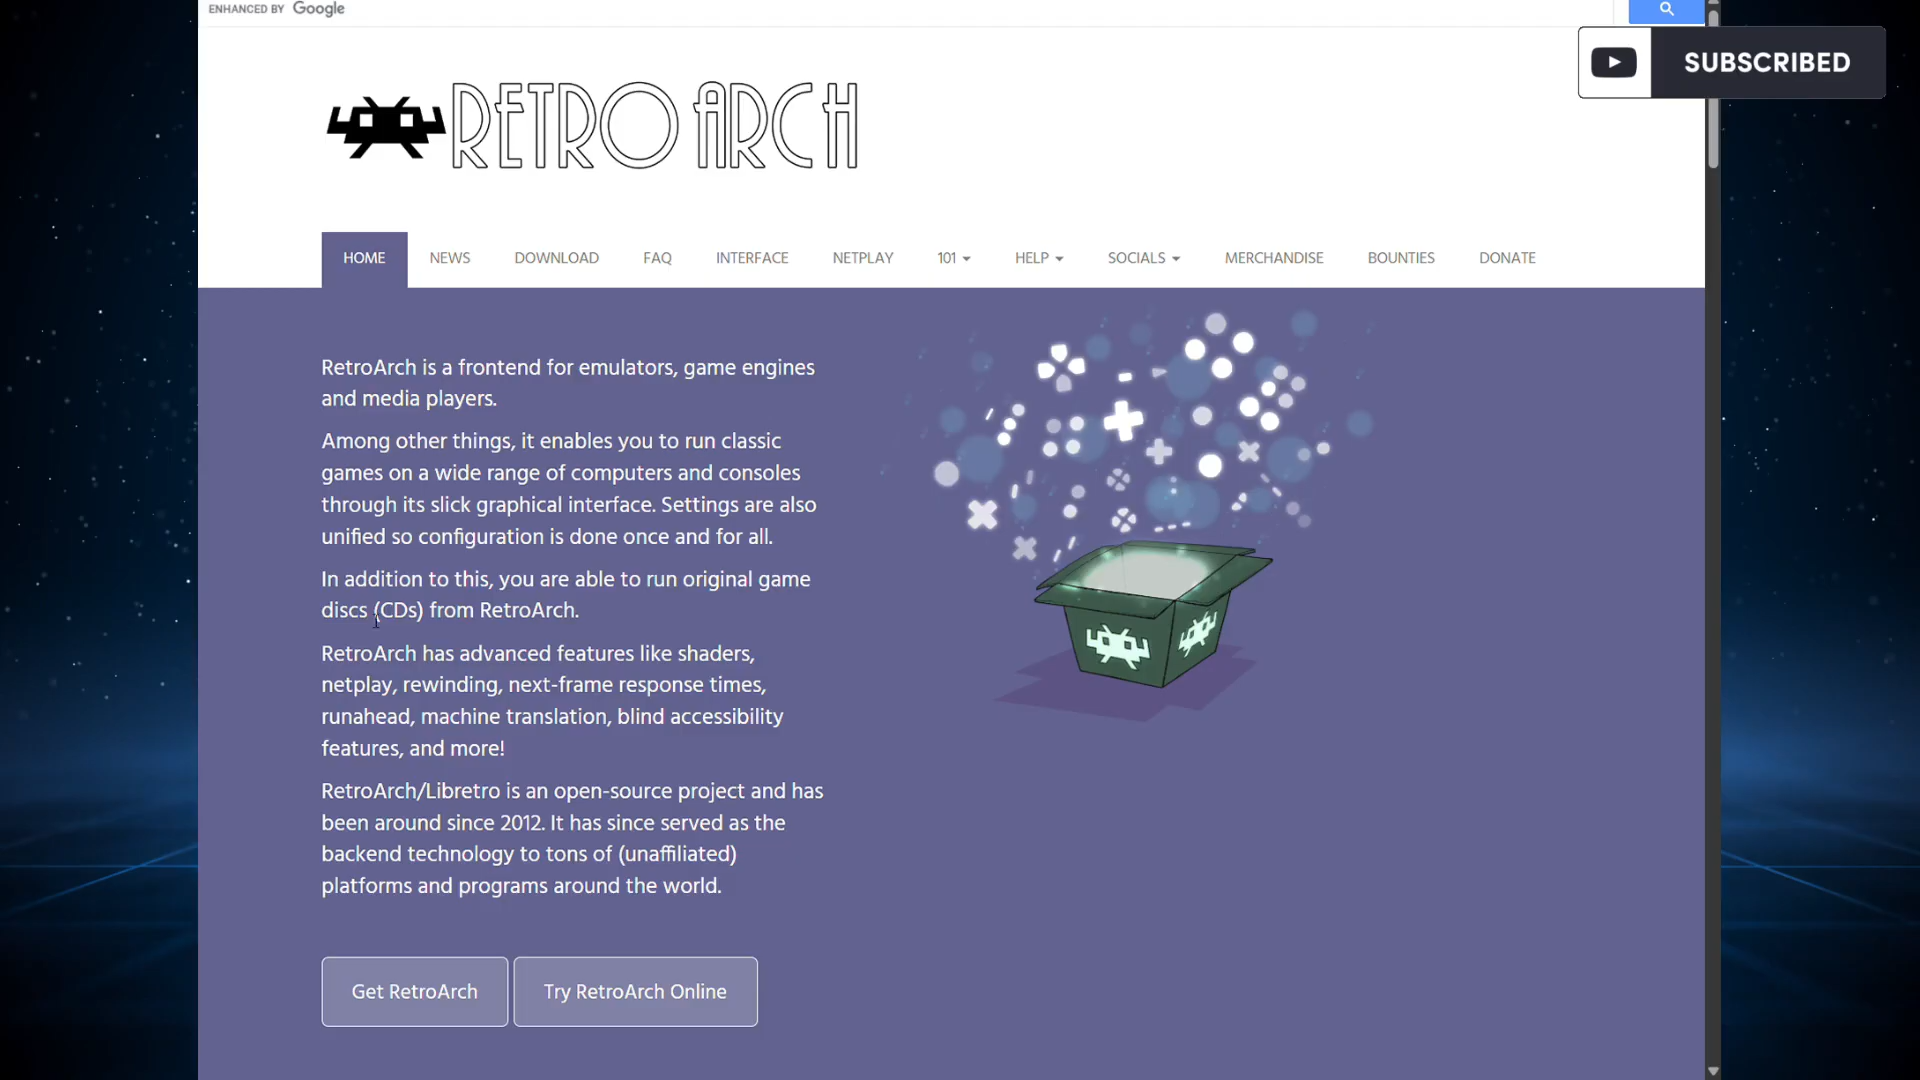 ENHANCED BY Google
SUBSCRIBED
RETROARCH
HOME
NEWS
DOWNLOAD
FAQ
INTERFACE
NETPLAY
101
HELP
SOCIALS
MERCHANDISE
BOUNTIES
DONATE
RetroArch is a frontend for emulators, game engines
and media players.
Among other things, it enables you to run classic
games on a wide range of computers and consoles
through its slick graphical interface. Settings are also
unified so configuration is done once and for all.
In addition to this, you are able to run original game
discs (CDs) from RetroArch.
RetroArch has advanced features like shaders,
netplay, rewinding, next-frame response times,
runahead, machine translation, blind accessibility
features, and more!
RetroArch/Libretro is an open-source project and has
been around since 2012. It has since served as the
backend technology to tons of (unaffiliated)
platforms and programs around the world.
Get RetroArch
Try RetroArch Online